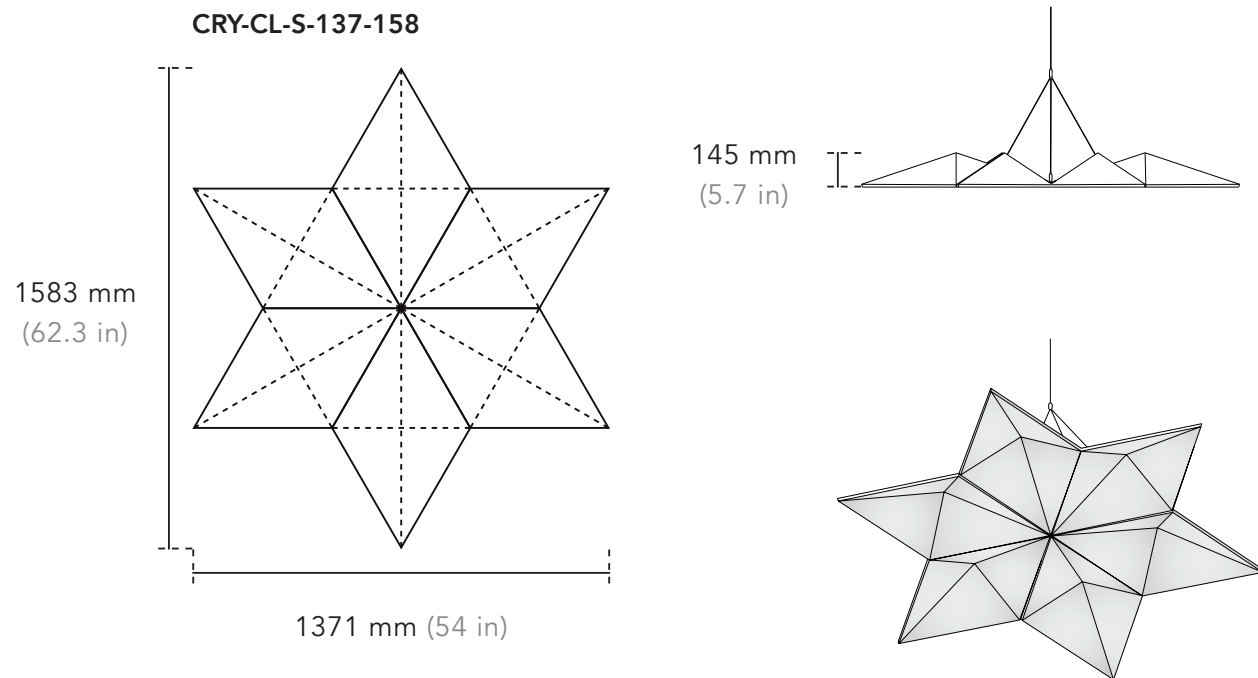 CRY-CL-S-137-158
145 mm
(5.7 in)
1583 mm
(62.3 in)
1371 mm (54 in)